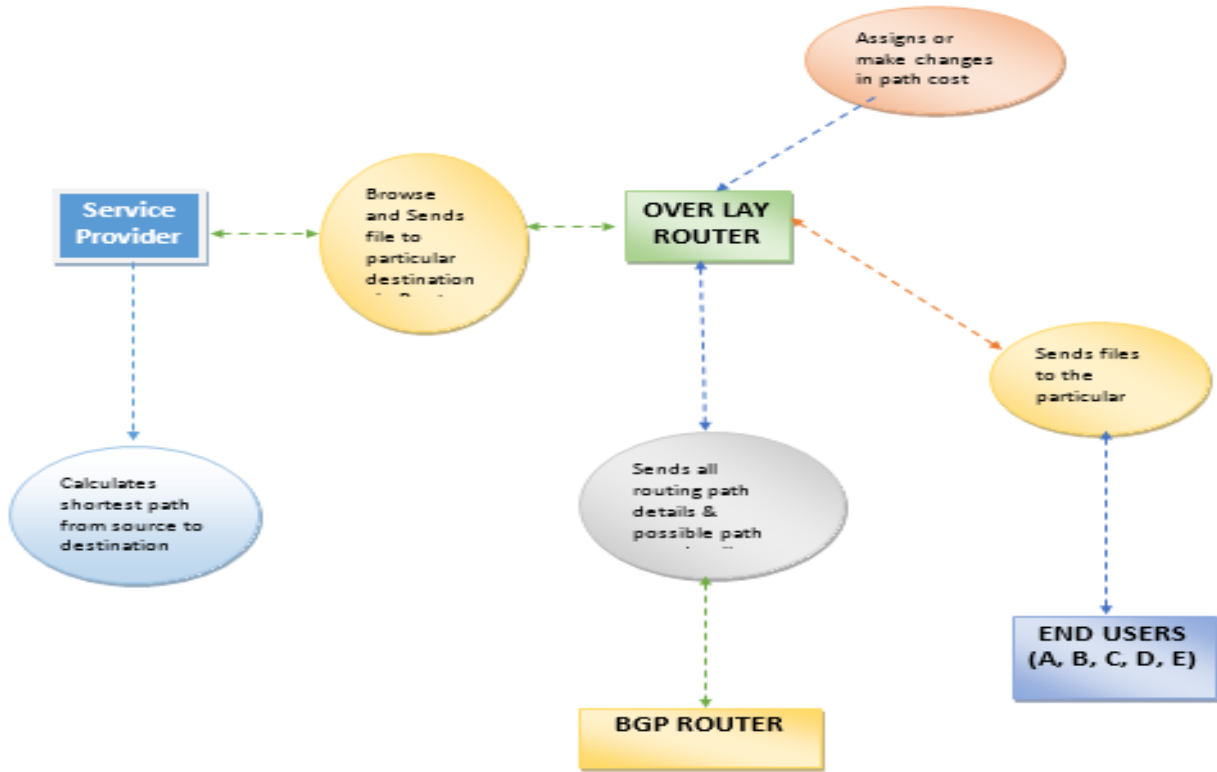 Assigns or
make changes
in path cost
Service
Provider
Browse
and Sends
file to
particular
destination
OVER LAY
ROUTER
Sends files
to the
particular
Calculates
shortest path
from source to
destination
Sends all
routing path
details &
possible path
END USERS
(A, B, C, D, E)
BGP ROUTER